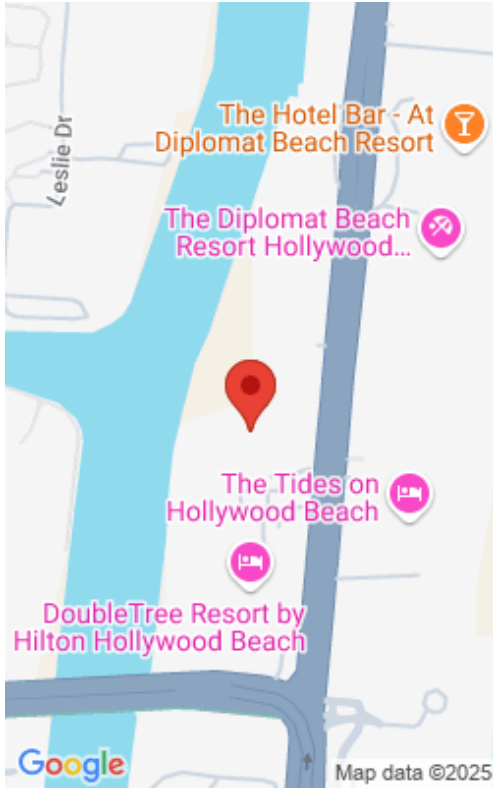 Leslie Dr
The Hotel Bar - At
Diplomat Beach Resort
The Diplomat Beach
Resort Hollywood...
The Tides on
Hollywood Beach
DoubleTree Resort by
Hilton Hollywood Beach
Google
Map data ©2025